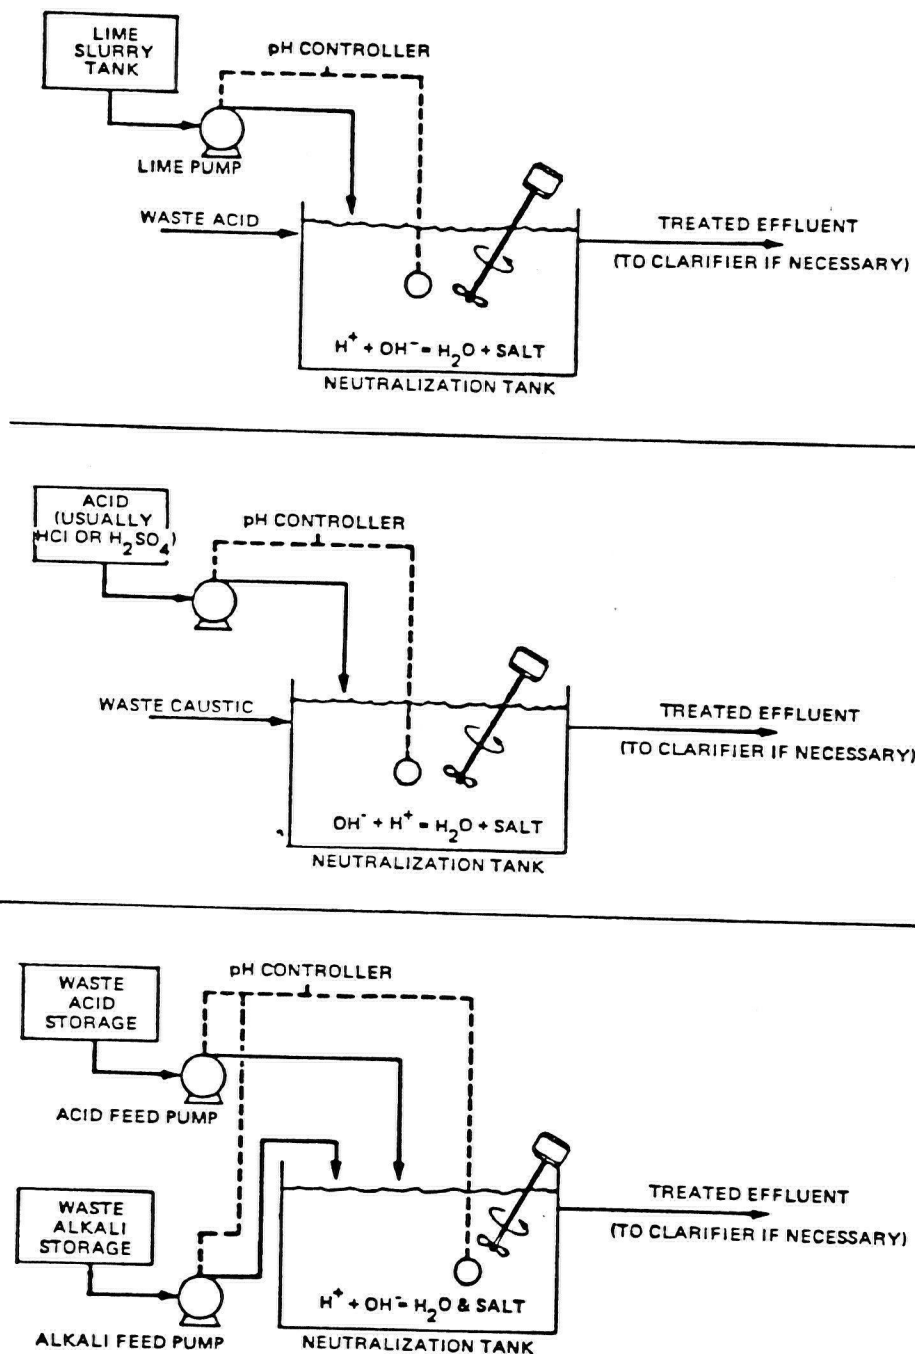 LIME
SLURRY
TANK
pH CONTROLLER
LIME PUMP
WASTE ACID
TREATED EFFLUENT
(TO CLARIFIER IF NECESSARY)
H⁺ + OH⁻ = H₂O + SALT
NEUTRALIZATION TANK
ACID
(USUALLY
HCl OR H₂SO₄)
pH CONTROLLER
WASTE CAUSTIC
TREATED EFFLUENT
(TO CLARIFIER IF NECESSARY)
OH⁻ + H⁺ = H₂O + SALT
NEUTRALIZATION TANK
WASTE
ACID
STORAGE
pH CONTROLLER
ACID FEED PUMP
WASTE
ALKALI
STORAGE
TREATED EFFLUENT
(TO CLARIFIER IF NECESSARY)
H⁺ + OH⁻ = H₂O & SALT
ALKALI FEED PUMP
NEUTRALIZATION TANK